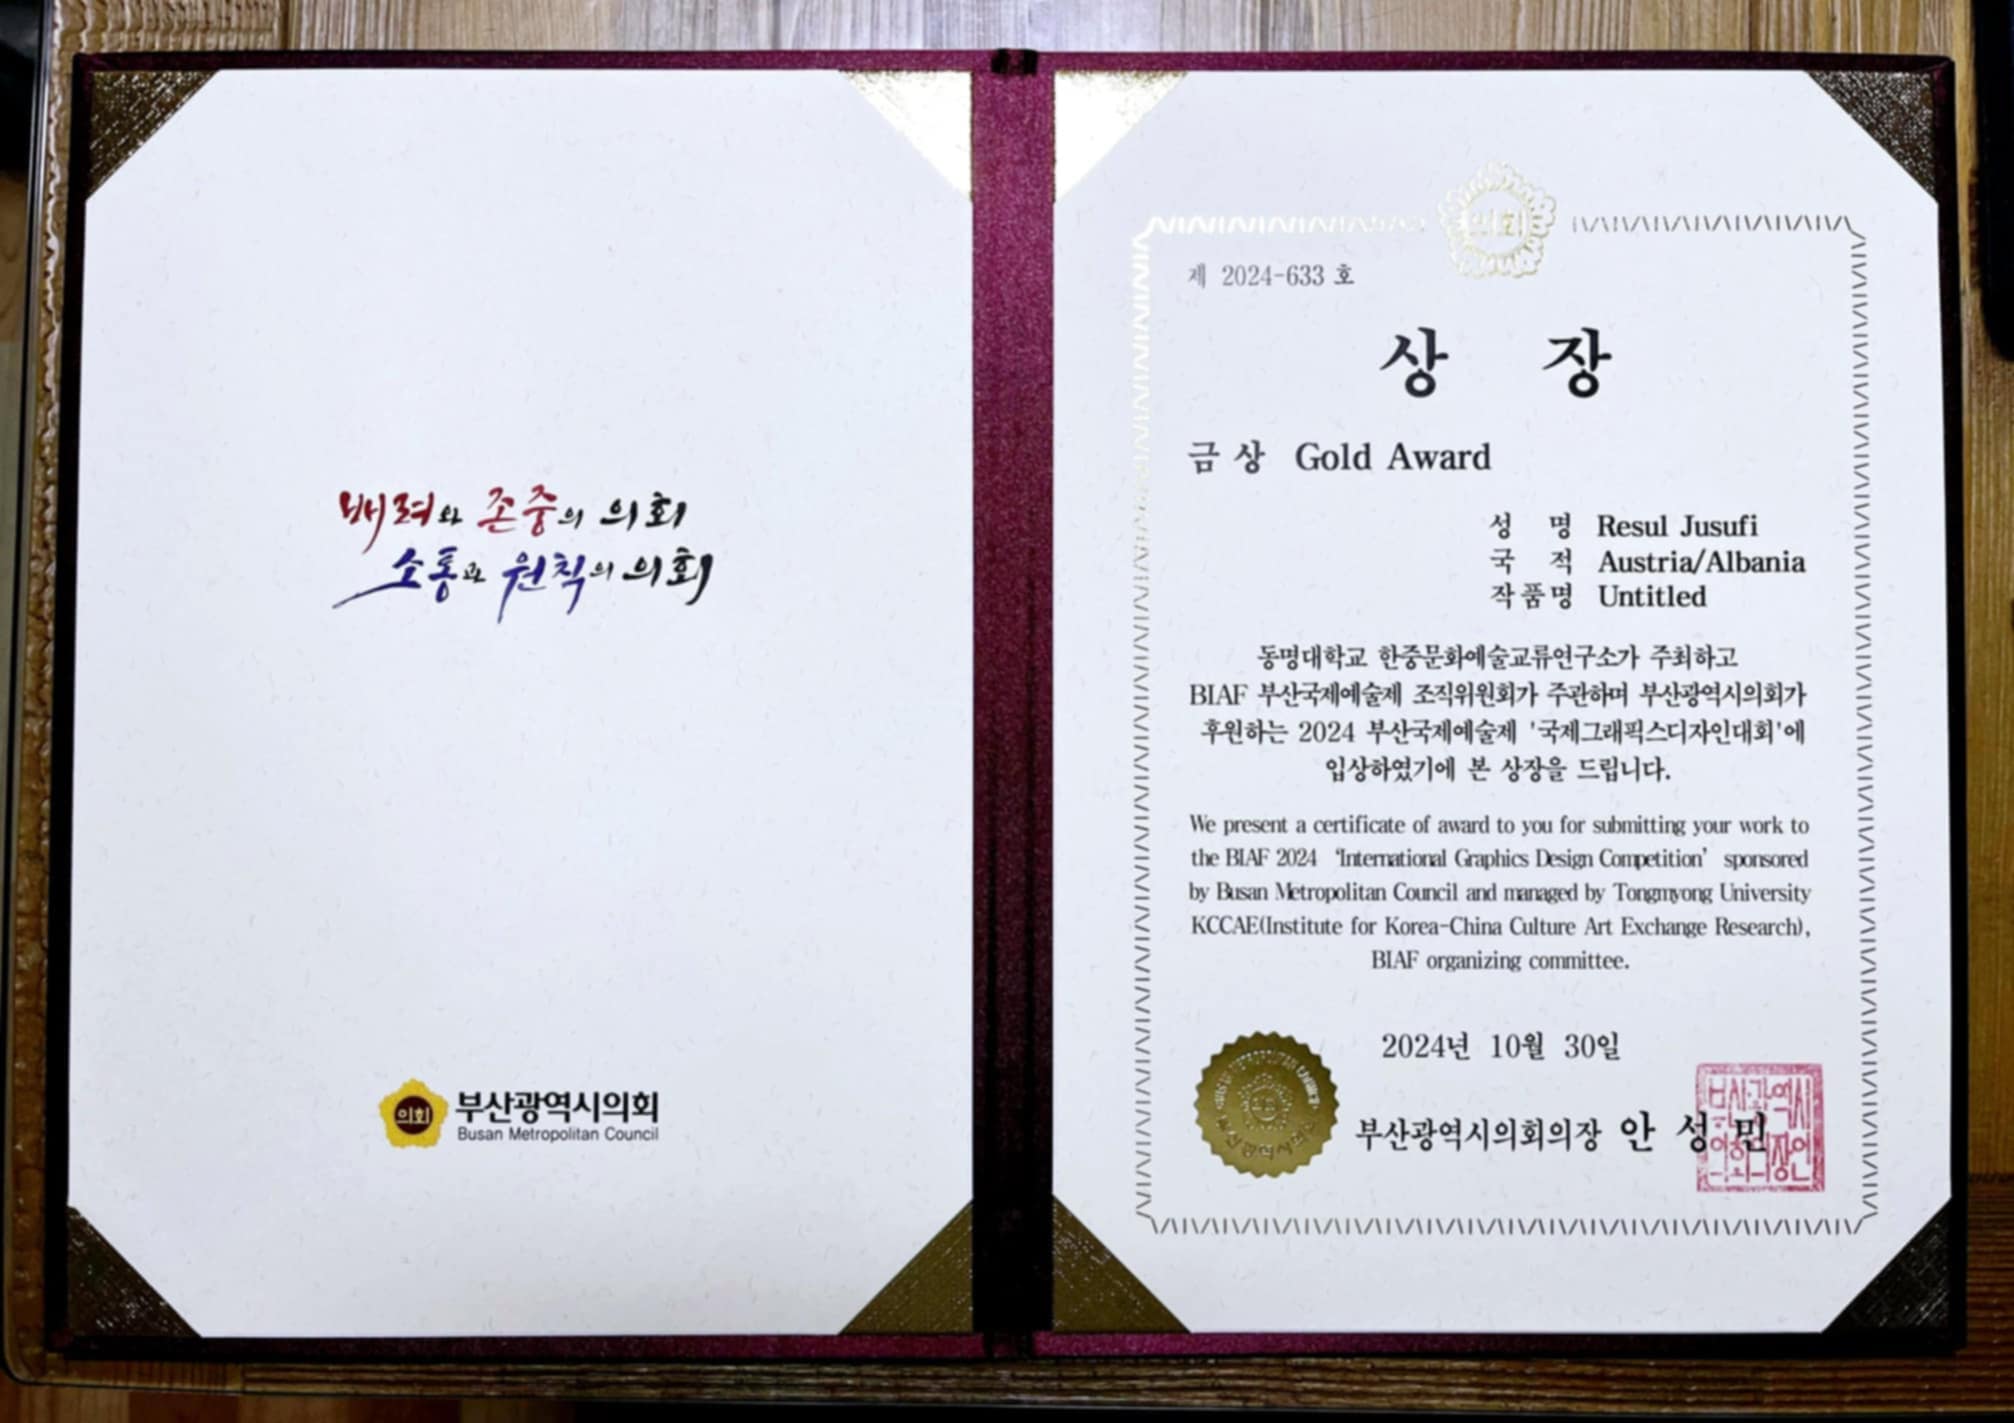 배려와 존중의 의회
소통과 원칙의 의회
의회
부산광역시의회
Busan Metropolitan Council
의회
제 2024-633 호
상 장
금상 Gold Award
성 명 Resul Jusufi
국 적 Austria/Albania
작품명 Untitled
동명대학교 한중문화예술교류연구소가 주최하고
BIAF 부산국제예술제 조직위원회가 주관하며 부산광역시의회가
후원하는 2024 부산국제예술제 '국제그래픽스디자인대회'에
입상하였기에 본 상장을 드립니다.
We present a certificate of award to you for submitting your work to
the BIAF 2024 ‘International Graphics Design Competition’ sponsored
by Busan Metropolitan Council and managed by Tongmyong University
KCCAE(Institute for Korea-China Culture Art Exchange Research),
BIAF organizing committee.
2024년 10월 30일
부산광역시의회의장 안성민